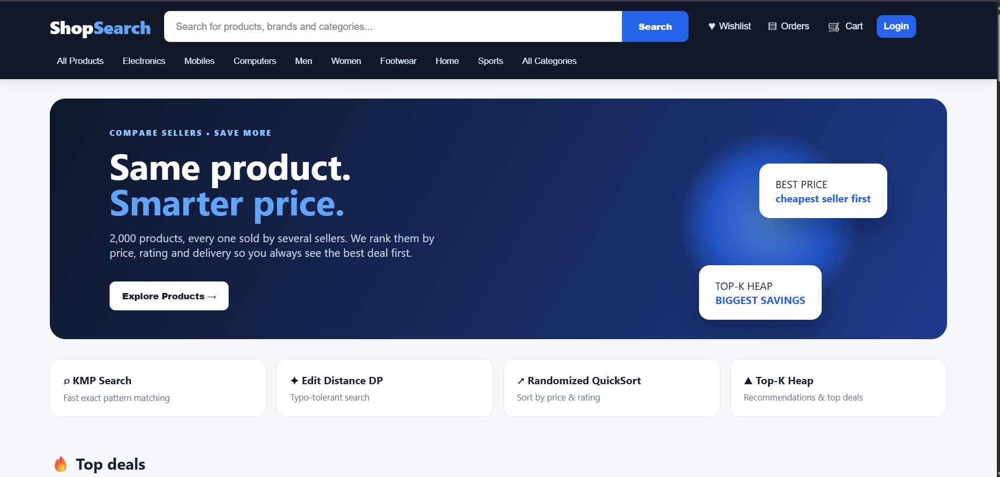 ShopSearch
Search for products, brands and categories...
Search
♥ Wishlist
Orders
Cart
Login
All Products
Electronics
Mobiles
Computers
Men
Women
Footwear
Home
Sports
All Categories
COMPARE SELLERS • SAVE MORE
Same product.
Smarter price.
2,000 products, every one sold by several sellers. We rank them by
price, rating and delivery so you always see the best deal first.
Explore Products →
BEST PRICE
cheapest seller first
TOP-K HEAP
BIGGEST SAVINGS
⌕ KMP Search
Fast exact pattern matching
✦ Edit Distance DP
Typo-tolerant search
↗ Randomized QuickSort
Sort by price & rating
▲ Top-K Heap
Recommendations & top deals
🔥 Top deals